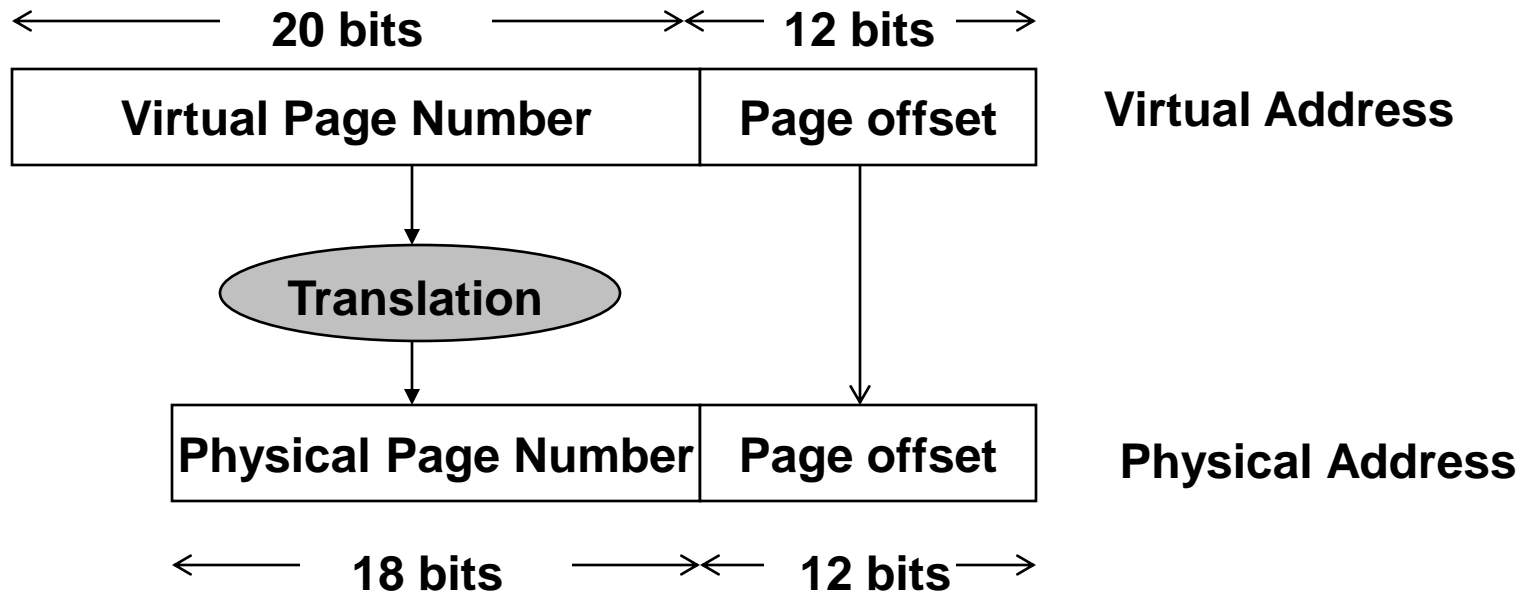 20 bits
12 bits
Virtual Page Number
Page offset
Virtual Address
Translation
Physical Page Number
Page offset
Physical Address
18 bits
12 bits